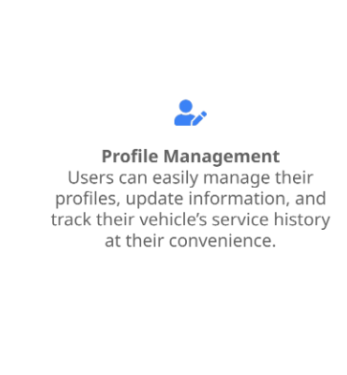 Profile Management
Users can easily manage their
profiles, update information, and
track their vehicle’s service history
at their convenience.